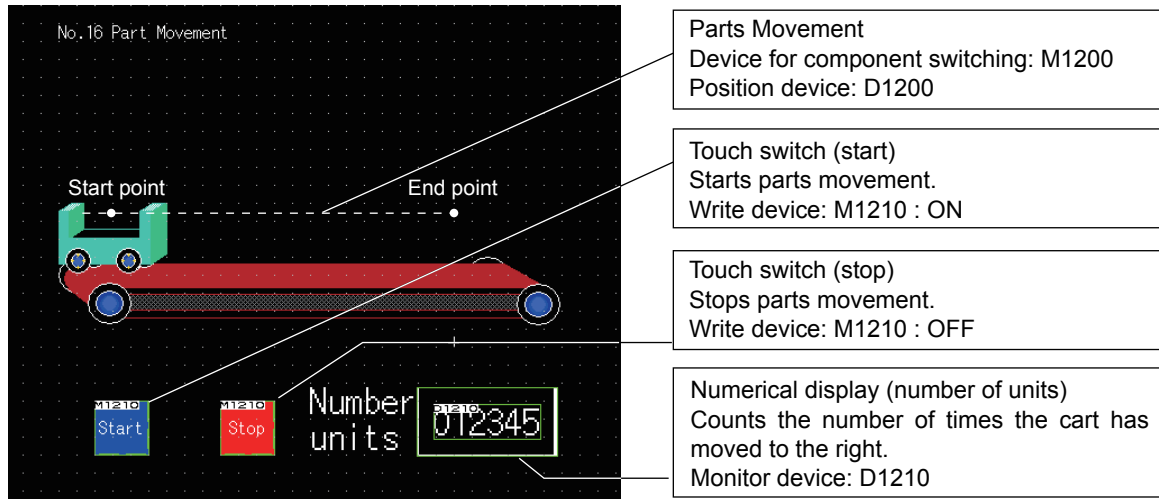 No.16 Part Movement
Start point
End point
M1210
Start
M1210
Stop
Number
units
D1210
012345
Parts Movement
Device for component switching: M1200
Position device: D1200
Touch switch (start)
Starts parts movement.
Write device: M1210 : ON
Touch switch (stop)
Stops parts movement.
Write device: M1210 : OFF
Numerical display (number of units)
Counts the number of times the cart has
moved to the right.
Monitor device: D1210